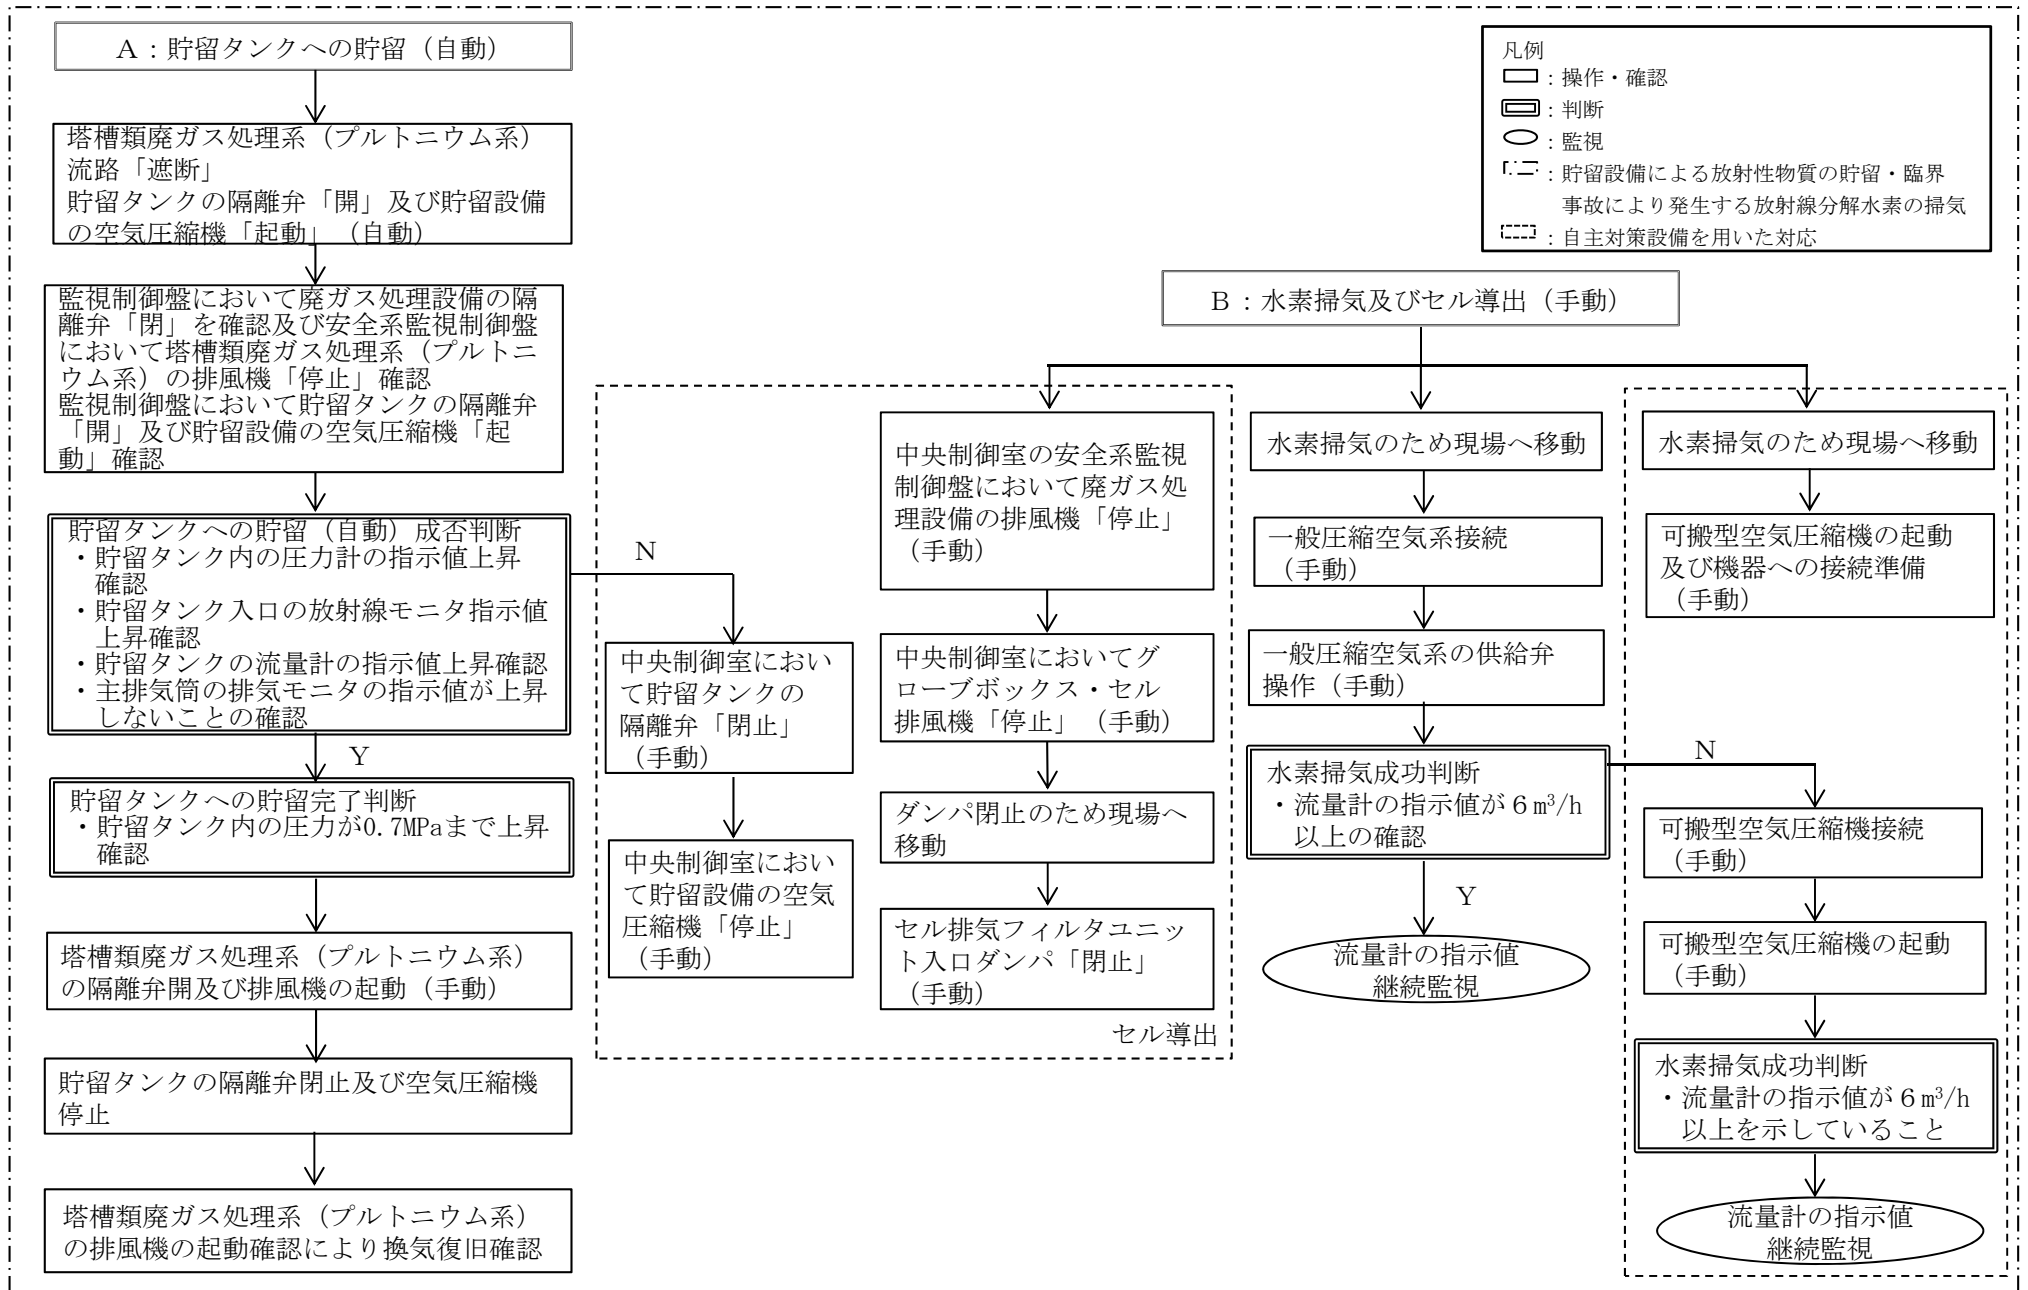 A：貯留タンクへの貯留（自動）
塔槽類廃ガス処理系（プルトニウム系）
流路「遮断」
貯留タンクの隔離弁「開」及び貯留設備
の空気圧縮機「起動」（自動）
監視制御盤において廃ガス処理設備の隔
離弁「閉」を確認及び安全系監視制御盤
において塔槽類廃ガス処理系（プルトニ
ウム系）の排風機「停止」確認
監視制御盤において貯留タンクの隔離弁
「開」及び貯留設備の空気圧縮機「起
動」確認
貯留タンクへの貯留（自動）成否判断
・貯留タンク内の圧力計の指示値上昇
確認
・貯留タンク入口の放射線モニタ指示値
上昇確認
・貯留タンクの流量計の指示値上昇確認
・主排気筒の排気モニタの指示値が上昇
しないことの確認
N
Y
貯留タンクへの貯留完了判断
・貯留タンク内の圧力が0.7MPaまで上昇
確認
塔槽類廃ガス処理系（プルトニウム系）
の隔離弁開及び排風機の起動（手動）
貯留タンクの隔離弁閉止及び空気圧縮機
停止
塔槽類廃ガス処理系（プルトニウム系）
の排風機の起動確認により換気復旧確認
中央制御室におい
て貯留タンクの
隔離弁「閉止」
（手動）
中央制御室におい
て貯留設備の空気
圧縮機「停止」
（手動）
凡例
：操作・確認
：判断
：監視
：貯留設備による放射性物質の貯留・臨界
事故により発生する放射線分解水素の掃気
：自主対策設備を用いた対応
B：水素掃気及びセル導出（手動）
中央制御室の安全系監視
制御盤において廃ガス処
理設備の排風機「停止」
（手動）
中央制御室においてグ
ローブボックス・セル
排風機「停止」（手動）
ダンパ閉止のため現場へ
移動
セル排気フィルタユニッ
ト入口ダンパ「閉止」
（手動）
セル導出
水素掃気のため現場へ移動
一般圧縮空気系接続
（手動）
一般圧縮空気系の供給弁
操作（手動）
水素掃気成功判断
・流量計の指示値が６m³/h
以上の確認
N
Y
流量計の指示値
継続監視
水素掃気のため現場へ移動
可搬型空気圧縮機の起動
及び機器への接続準備
（手動）
可搬型空気圧縮機接続
（手動）
可搬型空気圧縮機の起動
（手動）
水素掃気成功判断
・流量計の指示値が６m³/h
以上を示していること
流量計の指示値
継続監視